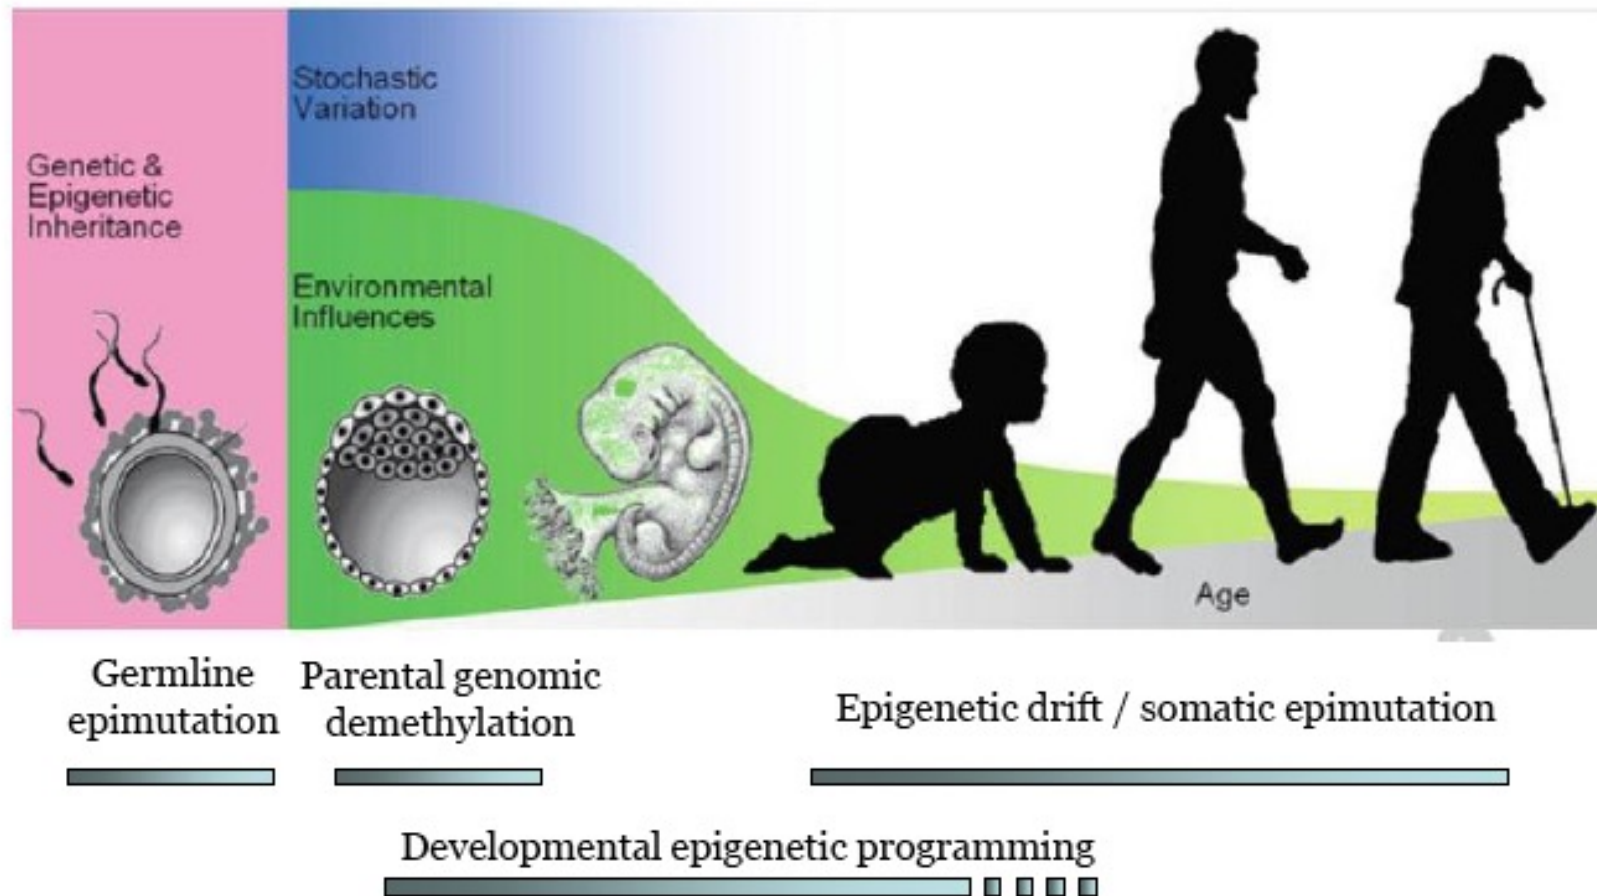 Stochastic
Variation
Genetic &
Epigenetic
Inheritance
Environmental
Influences
Age
Germline
epimutation
Parental genomic
demethylation
Epigenetic drift / somatic epimutation
Developmental epigenetic programming